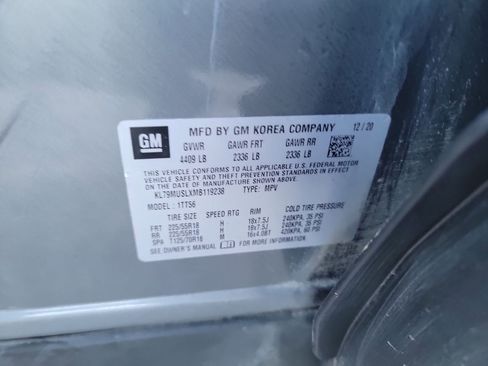 GM
MFD BY GM KOREA COMPANY 12/20
GVWR GAWR FRT GAWR RR
4409 LB 2336 LB 2336 LB
THIS VEHICLE CONFORMS TO ALL APPLICABLE U.S. FEDERAL MOTOR
VEHICLE SAFETY AND THEFT PREVENTION STANDARDS IN EFFECT ON
THE DATE OF MANUFACTURE SHOWN ABOVE.
KL79MUSLXMB119238 TYPE: MPV
MODEL: 1TTS6
TIRE SIZE SPEED RTG RIM COLD TIRE PRESSURE
FRT 225/55R18 H 18x7.5J 240KPA, 35 PSI
RR 225/55R18 H 18x7.5J 240KPA, 35 PSI
SPA T125/70R16 M 16x4.0BT 420KPA, 60 PSI
SEE OWNER'S MANUAL FOR MORE INFORMATION